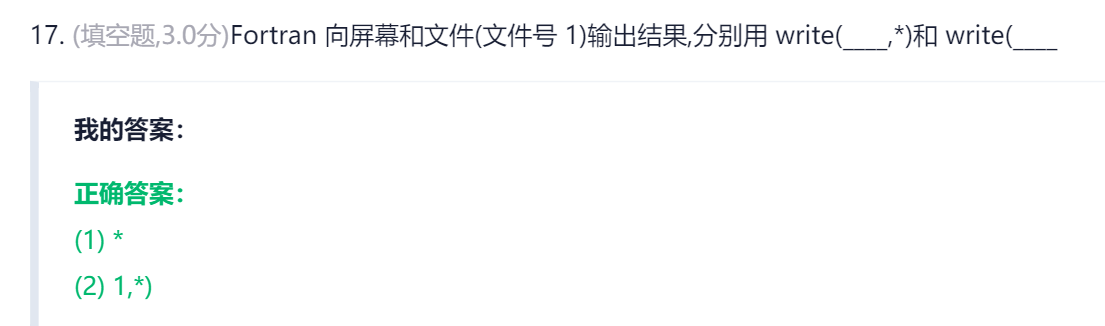 17. (填空题,3.0分)Fortran 向屏幕和文件(文件号 1)输出结果,分别用 write(____,*)和 write(____
我的答案：
正确答案：
(1) *
(2) 1,*)